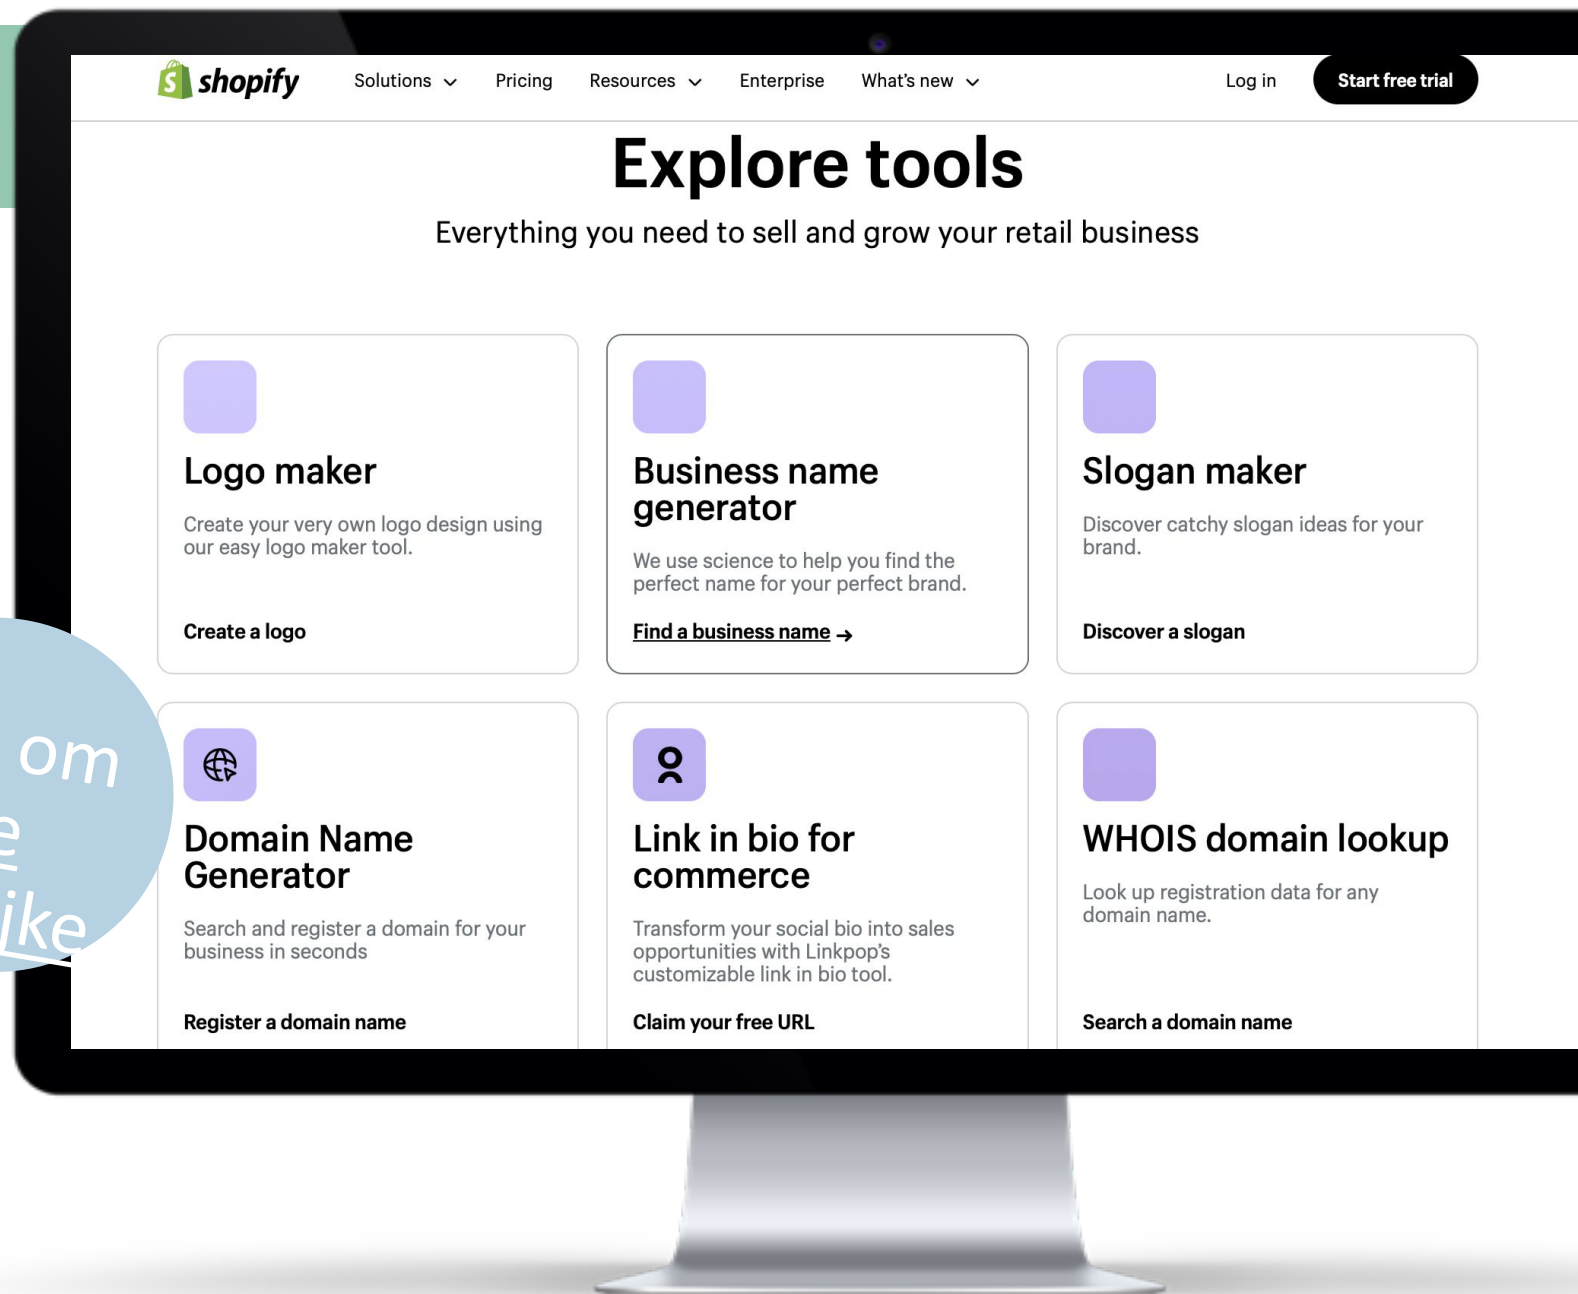 shopify
Solutions
Pricing
Resources
Enterprise
What's new
Log in
Start free trial
Explore tools
Everything you need to sell and grow your retail business
Logo maker
Create your very own logo design using
our easy logo maker tool.
Create a logo
Business name
generator
We use science to help you find the
perfect name for your perfect brand.
Find a business name →
Slogan maker
Discover catchy slogan ideas for your
brand.
Discover a slogan
om
Domain Name
Generator
Search and register a domain for your
business in seconds
Register a domain name
Link in bio for
commerce
Transform your social bio into sales
opportunities with Linkpop's
customizable link in bio tool.
Claim your free URL
WHOIS domain lookup
Look up registration data for any
domain name.
Search a domain name